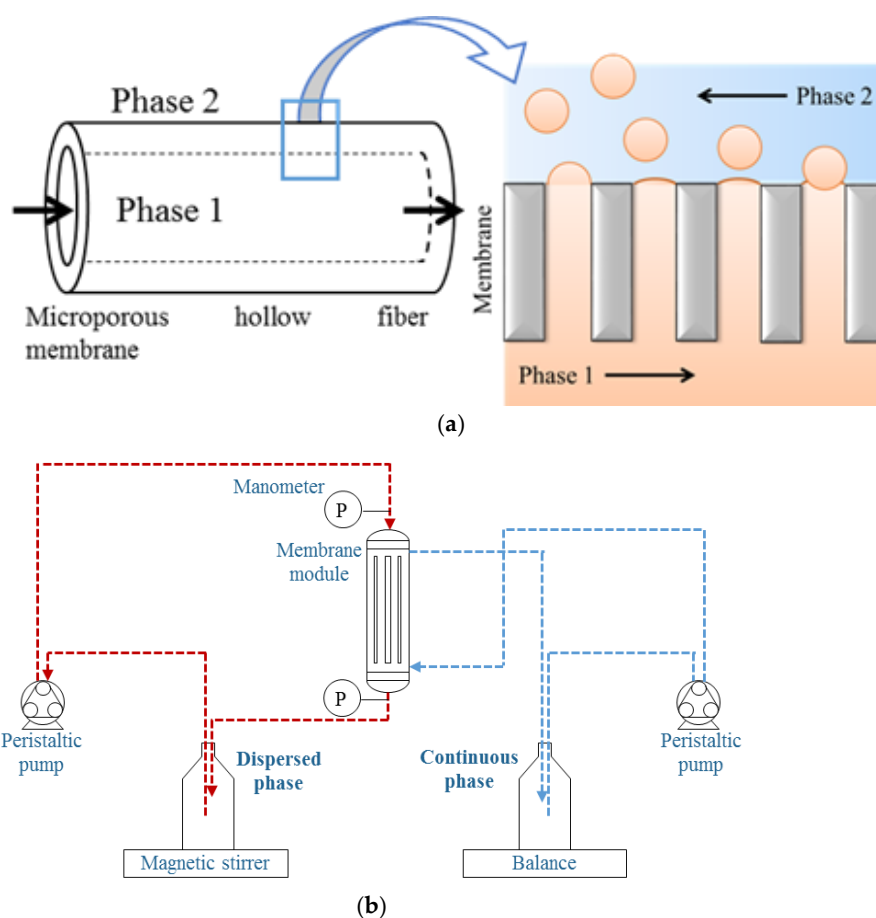 Phase 2
Phase 1
Microporous hollow fiber
membrane
Phase 2
Membrane
Phase 1
(a)
Manometer
P
Membrane
module
P
Peristaltic
pump
Dispersed
phase
Continuous
phase
Peristaltic
pump
Magnetic stirrer
Balance
(b)